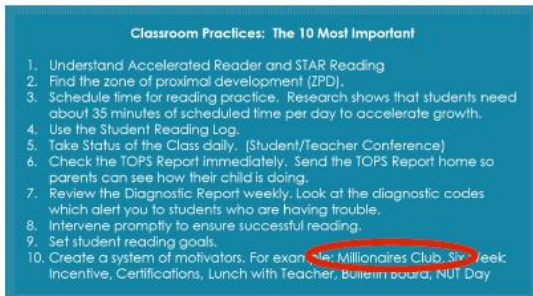 Classroom Practices: The 10 Most Important
1. Understand Accelerated Reader and STAR Reading
2. Find the zone of proximal development (ZPD).
3. Schedule time for reading practice. Research shows that students need
about 35 minutes of scheduled time per day to accelerate growth.
4. Use the Student Reading Log.
5. Take Status of the Class daily. (Student/Teacher Conference)
6. Check the TOPS Report immediately. Send the TOPS Report home so
parents can see how their child is doing.
7. Review the Diagnostic Report weekly. Look at the diagnostic codes
which alert you to students who are having trouble.
8. Intervene promptly to ensure successful reading.
9. Set student reading goals.
10. Create a system of motivators. For example: Millionaires Club, Six Week
Incentive, Certifications, Lunch with Teacher, Bulletin Board, NUT Day